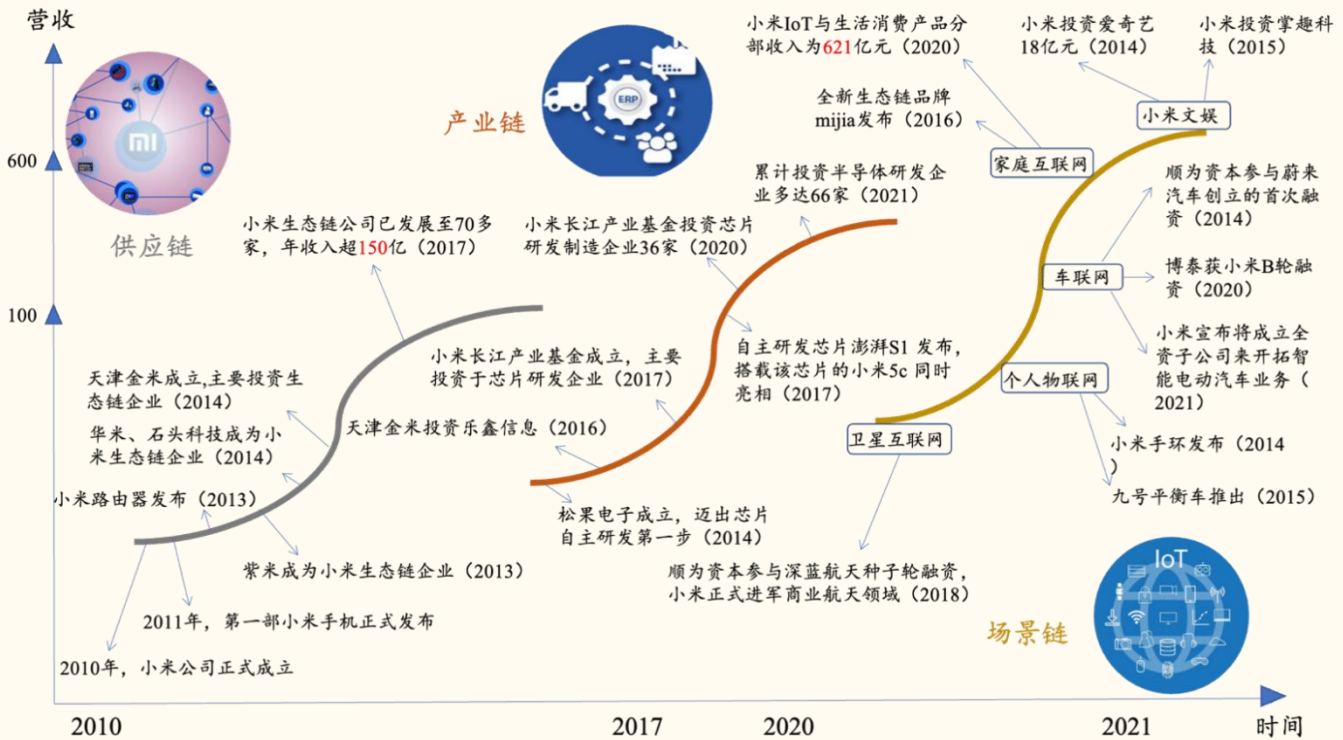 营收
600
100
MI
供应链
小米生态链公司已发展至70多
家，年收入超150亿（2017）
天津金米成立,主要投资生
态链企业（2014）
华米、石头科技成为小
米生态链企业（2014）
小米路由器发布（2013）
紫米成为小米生态链企业（2013）
2011年，第一部小米手机正式发布
2010年，小米公司正式成立
产业链
ERP
累计投资半导体研发企
业多达66家（2021）
小米长江产业基金投资芯片
研发制造企业36家（2020）
小米长江产业基金成立，主要
投资于芯片研发企业（2017）
自主研发芯片澎湃S1 发布，
搭载该芯片的小米5c 同时
亮相（2017）
天津金米投资乐鑫信息（2016）
松果电子成立，迈出芯片
自主研发第一步（2014）
小米IoT与生活消费产品分
部收入为621亿元（2020）
小米投资爱奇艺
18亿元（2014）
小米投资掌趣科
技（2015）
全新生态链品牌
mijia发布（2016）
小米文娱
家庭互联网
顺为资本参与蔚来
汽车创立的首次融
资（2014）
车联网
博泰获小米B轮融
资（2020）
小米宣布将成立全
资子公司来开拓智
能电动汽车业务（
2021）
个人物联网
小米手环发布（2014
）
九号平衡车推出（2015）
卫星互联网
顺为资本参与深蓝航天种子轮融资，
小米正式进军商业航天领域（2018）
场景链
IoT
2010
2017
2020
2021
时间